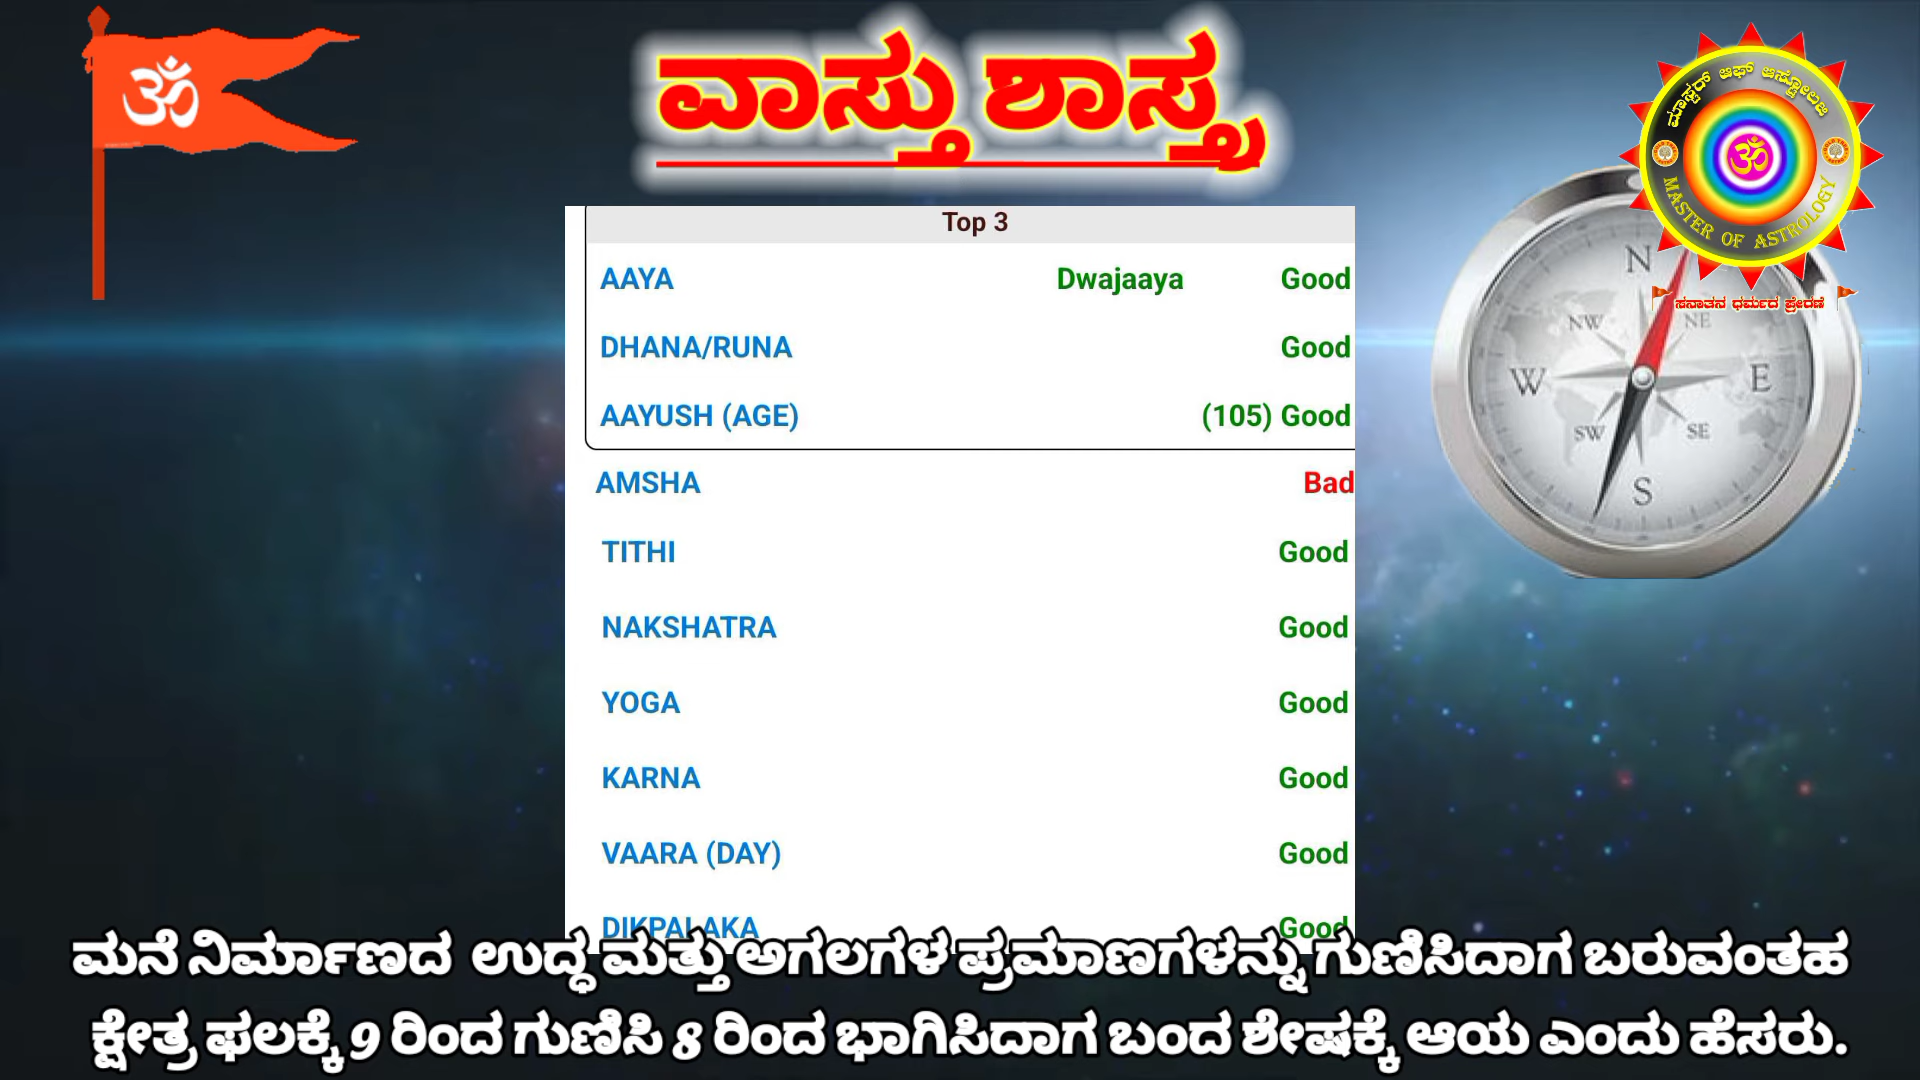 ॐ
ವಾಸ್ತು ಶಾಸ್ತ್ರ
ಮಾಸ್ಟರ್ ಆಫ್ ಆಸ್ಟ್ರೋಲಜಿ
ॐ
MASTER OF ASTROLOGY
ಸನಾತನ ಧರ್ಮದ ಪ್ರೇರಣೆ
N
NW NE
W E
SW SE
S
Top 3
AAYA Dwajaaya Good
DHANA/RUNA Good
AAYUSH (AGE) (105) Good
AMSHA Bad
TITHI Good
NAKSHATRA Good
YOGA Good
KARNA Good
VAARA (DAY) Good
DIKPALAKA Good
ಮನೆ ನಿರ್ಮಾಣದ ಉದ್ಧ ಮತ್ತು ಅಗಲಗಳ ಪ್ರಮಾಣಗಳನ್ನು ಗುಣಿಸಿದಾಗ ಬರುವಂತಹ
ಕ್ಷೇತ್ರ ಫಲಕ್ಕೆ 9 ರಿಂದ ಗುಣಿಸಿ 8 ರಿಂದ ಭಾಗಿಸಿದಾಗ ಬಂದ ಶೇಷಕ್ಕೆ ಆಯ ಎಂದು ಹೆಸರು.